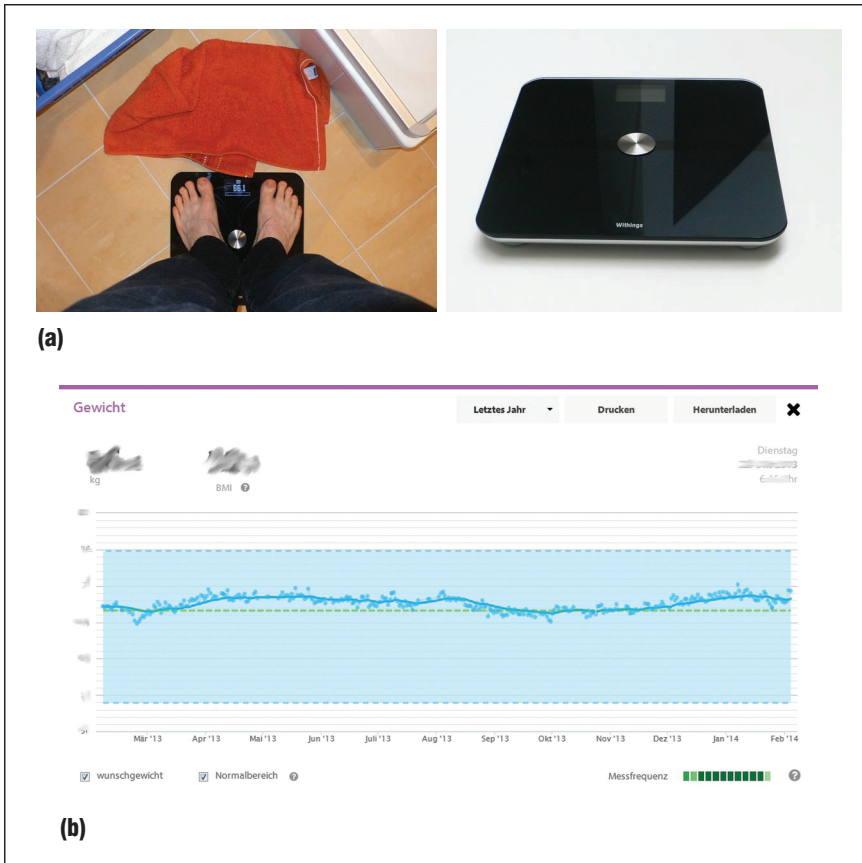 66.1
Withings
(a)
Gewicht
Letztes Jahr
Drucken
Herunterladen
kg
BMI
Dienstag
Mär '13 Apr '13 Mai '13 Jun '13 Juli '13 Aug '13 Sep '13 Okt '13 Nov '13 Dez '13 Jan '14 Feb '14
wunschgewicht
Normalbereich
Messfrequenz
(b)